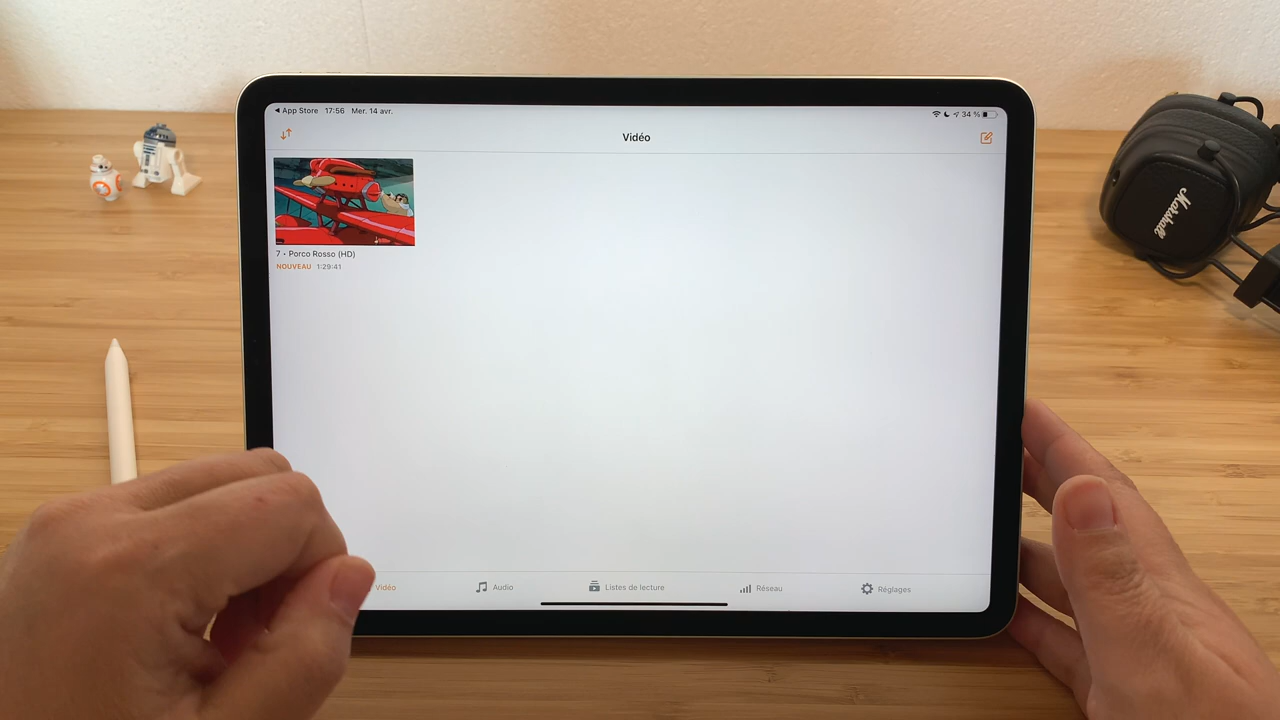 ◀ App Store 17:56 Mer. 14 avr.
34 %
Vidéo
7 • Porco Rosso (HD)
NOUVEAU 1:29:41
Vidéo
Audio
Listes de lecture
Réseau
Réglages
Marshall